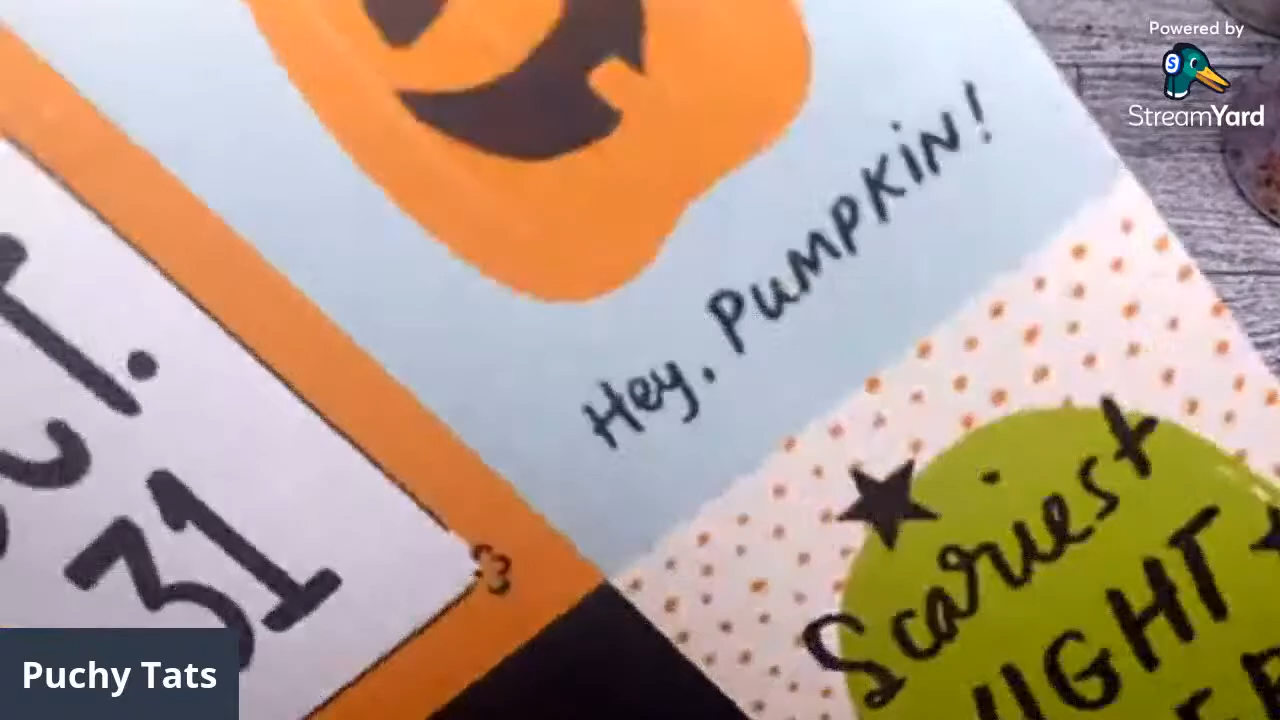 Powered by
StreamYard
Hey, PUMPKiN!
31
Scariest
Puchy Tats